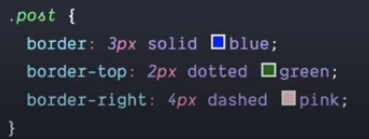 .post {
border: 3px solid blue;
border-top: 2px dotted green;
border-right: 4px dashed pink;
}